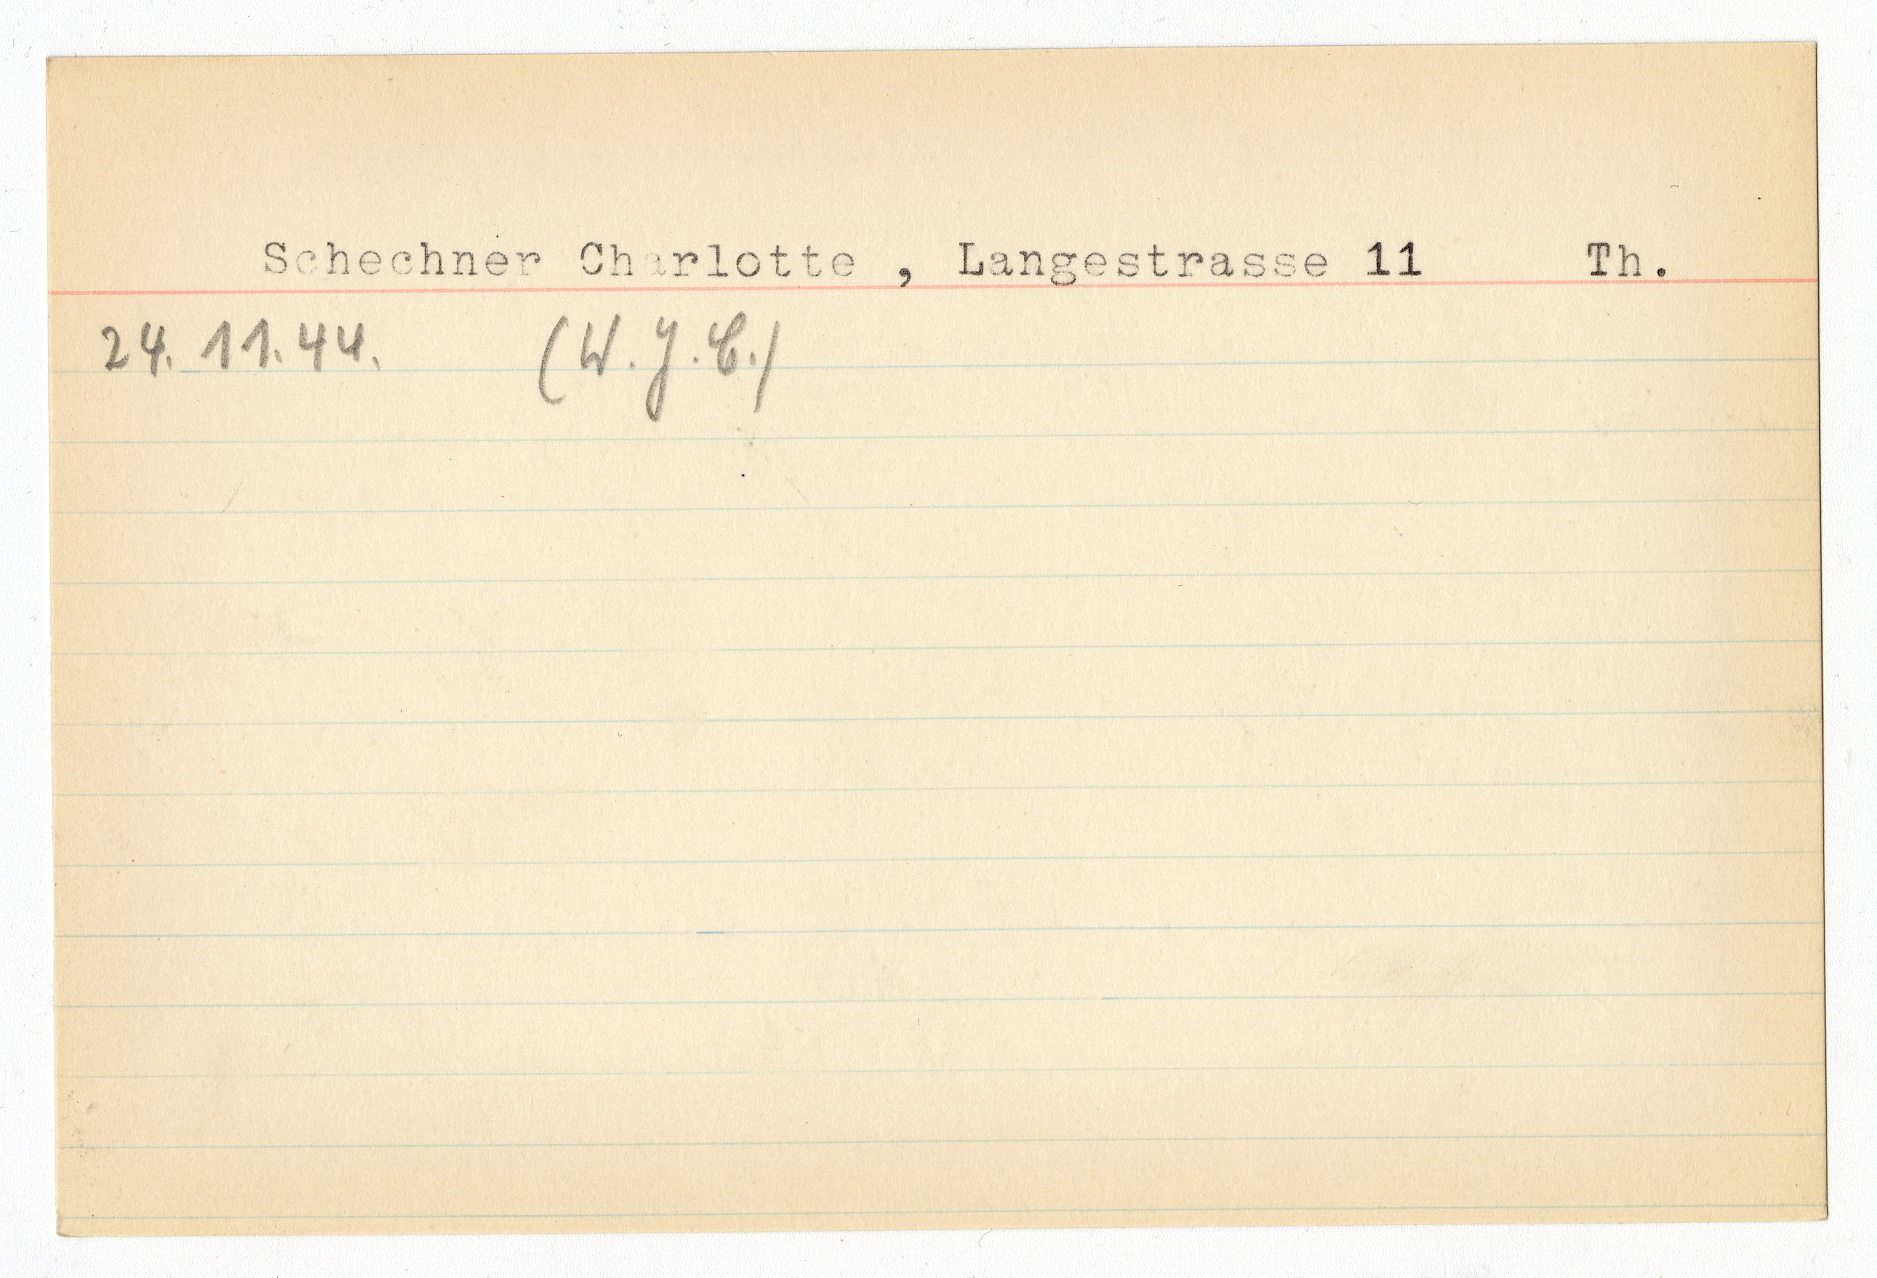 Schechner Charlotte , Langestrasse 11 Th.
24. 11. 44. (W. J. C.)